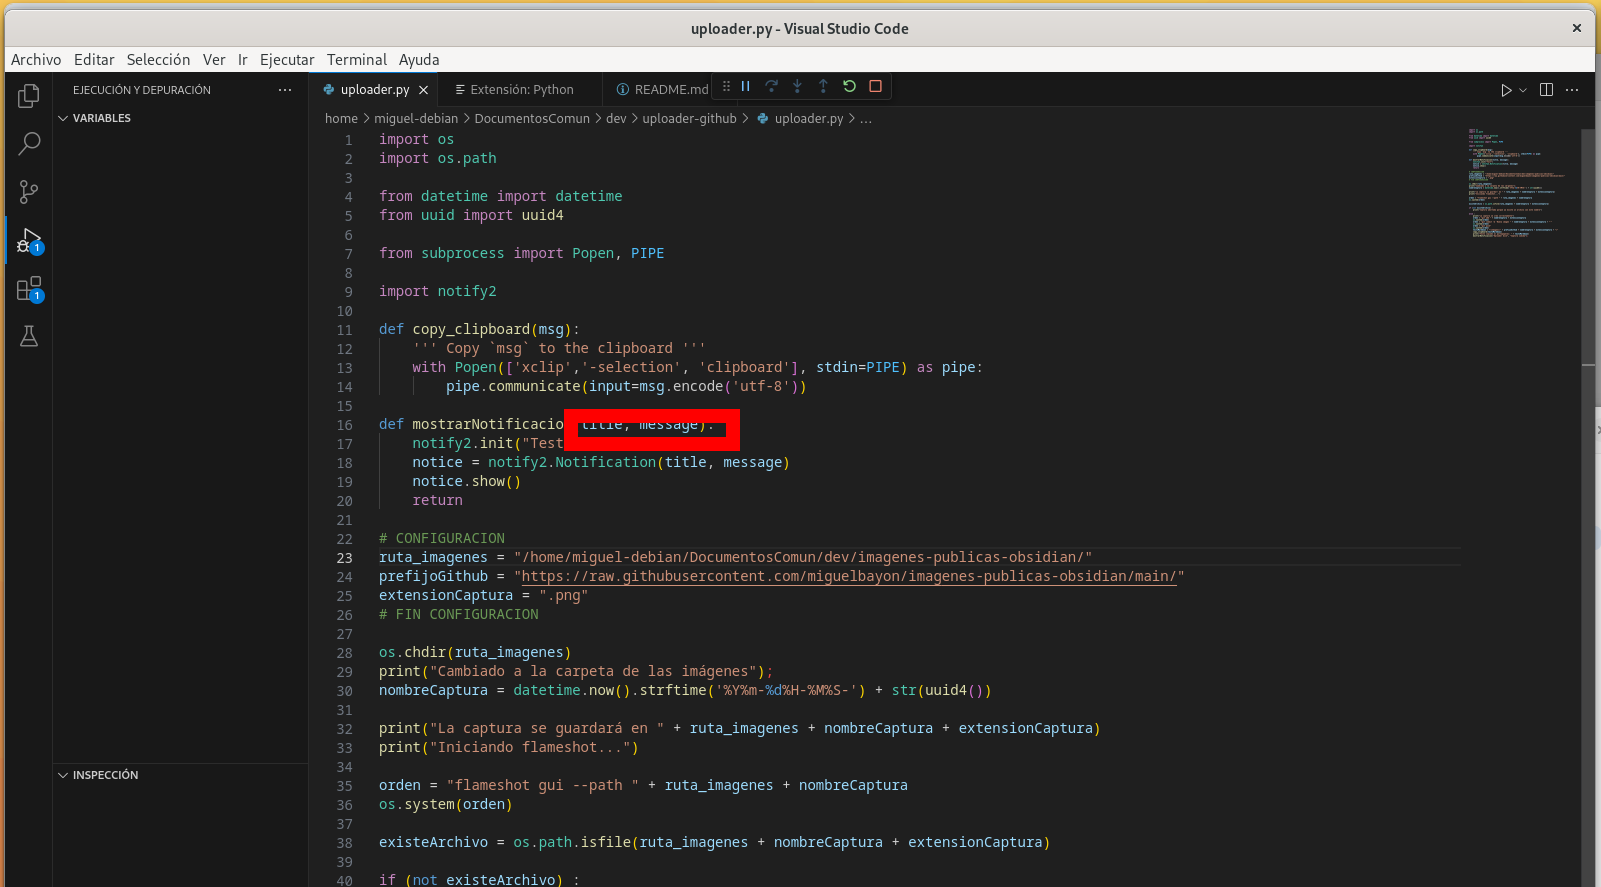 uploader.py - Visual Studio Code
Archivo Editar Selección Ver Ir Ejecutar Terminal Ayuda
EJECUCIÓN Y DEPURACIÓN
VARIABLES
1
1
INSPECCIÓN
uploader.py Extensión: Python README.md
home > miguel-debian > DocumentosComun > dev > uploader-github > uploader.py > ...
1 import os
2 import os.path
3
4 from datetime import datetime
5 from uuid import uuid4
6
7 from subprocess import Popen, PIPE
8
9 import notify2
10
11 def copy_clipboard(msg):
12 ''' Copy `msg` to the clipboard '''
13 with Popen(['xclip','-selection', 'clipboard'], stdin=PIPE) as pipe:
14 pipe.communicate(input=msg.encode('utf-8'))
15
16 def mostrarNotificacio title, message):
17 notify2.init("Test
18 notice = notify2.Notification(title, message)
19 notice.show()
20 return
21
22 # CONFIGURACION
23 ruta_imagenes = "/home/miguel-debian/DocumentosComun/dev/imagenes-publicas-obsidian/"
24 prefijoGithub = "https://raw.githubusercontent.com/miguelbayon/imagenes-publicas-obsidian/main/"
25 extensionCaptura = ".png"
26 # FIN CONFIGURACION
27
28 os.chdir(ruta_imagenes)
29 print("Cambiado a la carpeta de las imágenes");
30 nombreCaptura = datetime.now().strftime('%Y%m-%d%H-%M%S-') + str(uuid4())
31
32 print("La captura se guardará en " + ruta_imagenes + nombreCaptura + extensionCaptura)
33 print("Iniciando flameshot...")
34
35 orden = "flameshot gui --path " + ruta_imagenes + nombreCaptura
36 os.system(orden)
37
38 existeArchivo = os.path.isfile(ruta_imagenes + nombreCaptura + extensionCaptura)
39
40 if (not existeArchivo) :